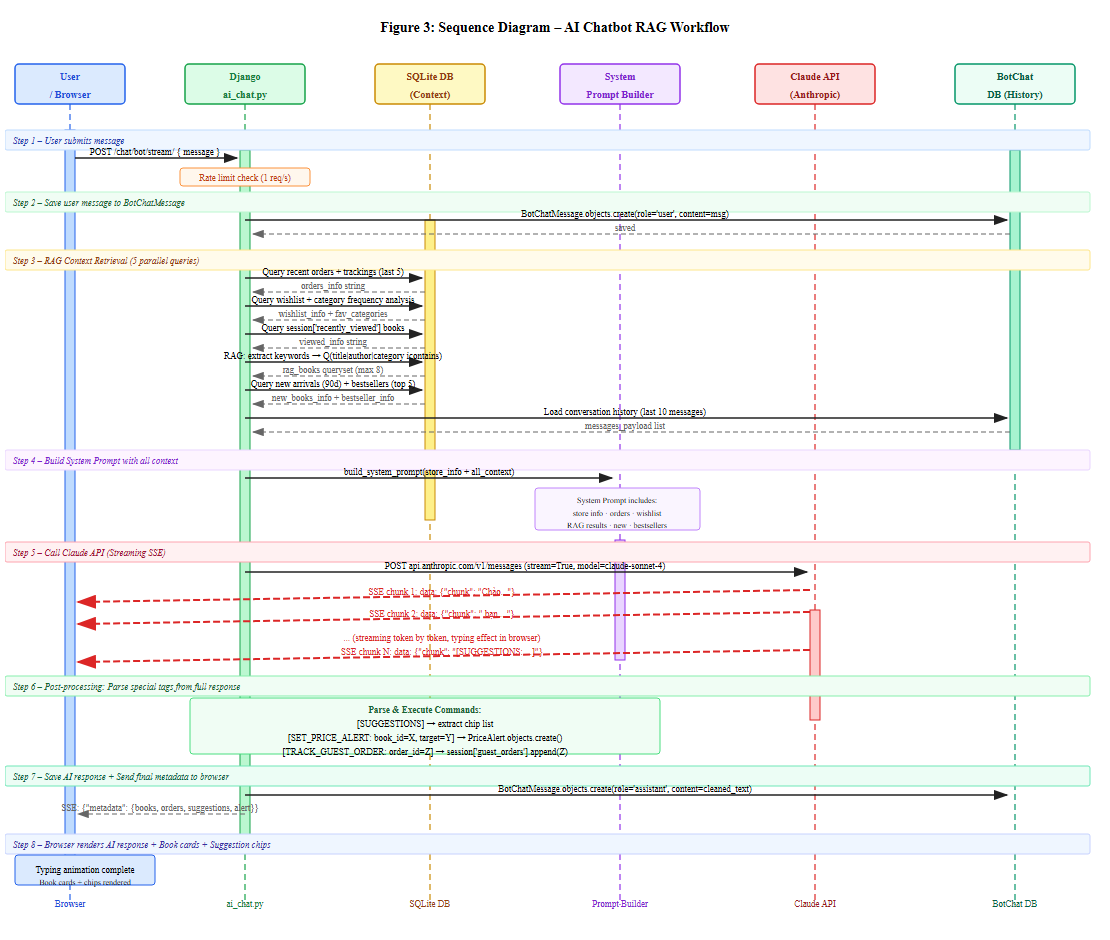 Figure 3: Sequence Diagram – AI Chatbot RAG Workflow
User
/ Browser
Django
ai_chat.py
SQLite DB
(Context)
System
Prompt Builder
Claude API
(Anthropic)
BotChat
DB (History)
Step 1 – User submits message
POST /chat/bot/stream/ { message }
Rate limit check (1 req/s)
Step 2 – Save user message to BotChatMessage
BotChatMessage.objects.create(role='user', content=msg)
saved
Step 3 – RAG Context Retrieval (5 parallel queries)
Query recent orders + trackings (last 5)
orders_info string
Query wishlist + category frequency analysis
wishlist_info + fav_categories
Query session['recently_viewed'] books
viewed_info string
RAG: extract keywords → Q(title|author|category icontains)
rag_books queryset (max 8)
Query new arrivals (90d) + bestsellers (top 5)
new_books_info + bestseller_info
Load conversation history (last 10 messages)
messages_payload list
Step 4 – Build System Prompt with all context
build_system_prompt(store_info + all_context)
System Prompt includes:
store info · orders · wishlist
RAG results · new · bestsellers
Step 5 – Call Claude API (Streaming SSE)
POST api.anthropic.com/v1/messages (stream=True, model=claude-sonnet-4)
SSE chunk 1: data: {"chunk": "Chào..."}
SSE chunk 2: data: {"chunk": " bạn..."}
... (streaming token by token, typing effect in browser)
SSE chunk N: data: {"chunk": "[SUGGESTIONS:...]"}
Step 6 – Post-processing: Parse special tags from full response
Parse & Execute Commands:
[SUGGESTIONS] → extract chip list
[SET_PRICE_ALERT: book_id=X, target=Y] → PriceAlert.objects.create()
[TRACK_GUEST_ORDER: order_id=Z] → session['guest_orders'].append(Z)
Step 7 – Save AI response + Send final metadata to browser
BotChatMessage.objects.create(role='assistant', content=cleaned_text)
SSE: {"metadata": {books, orders, suggestions, alert}}
Step 8 – Browser renders AI response + Book cards + Suggestion chips
Typing animation complete
Book cards + chips rendered
Browser
ai_chat.py
SQLite DB
Prompt Builder
Claude API
BotChat DB